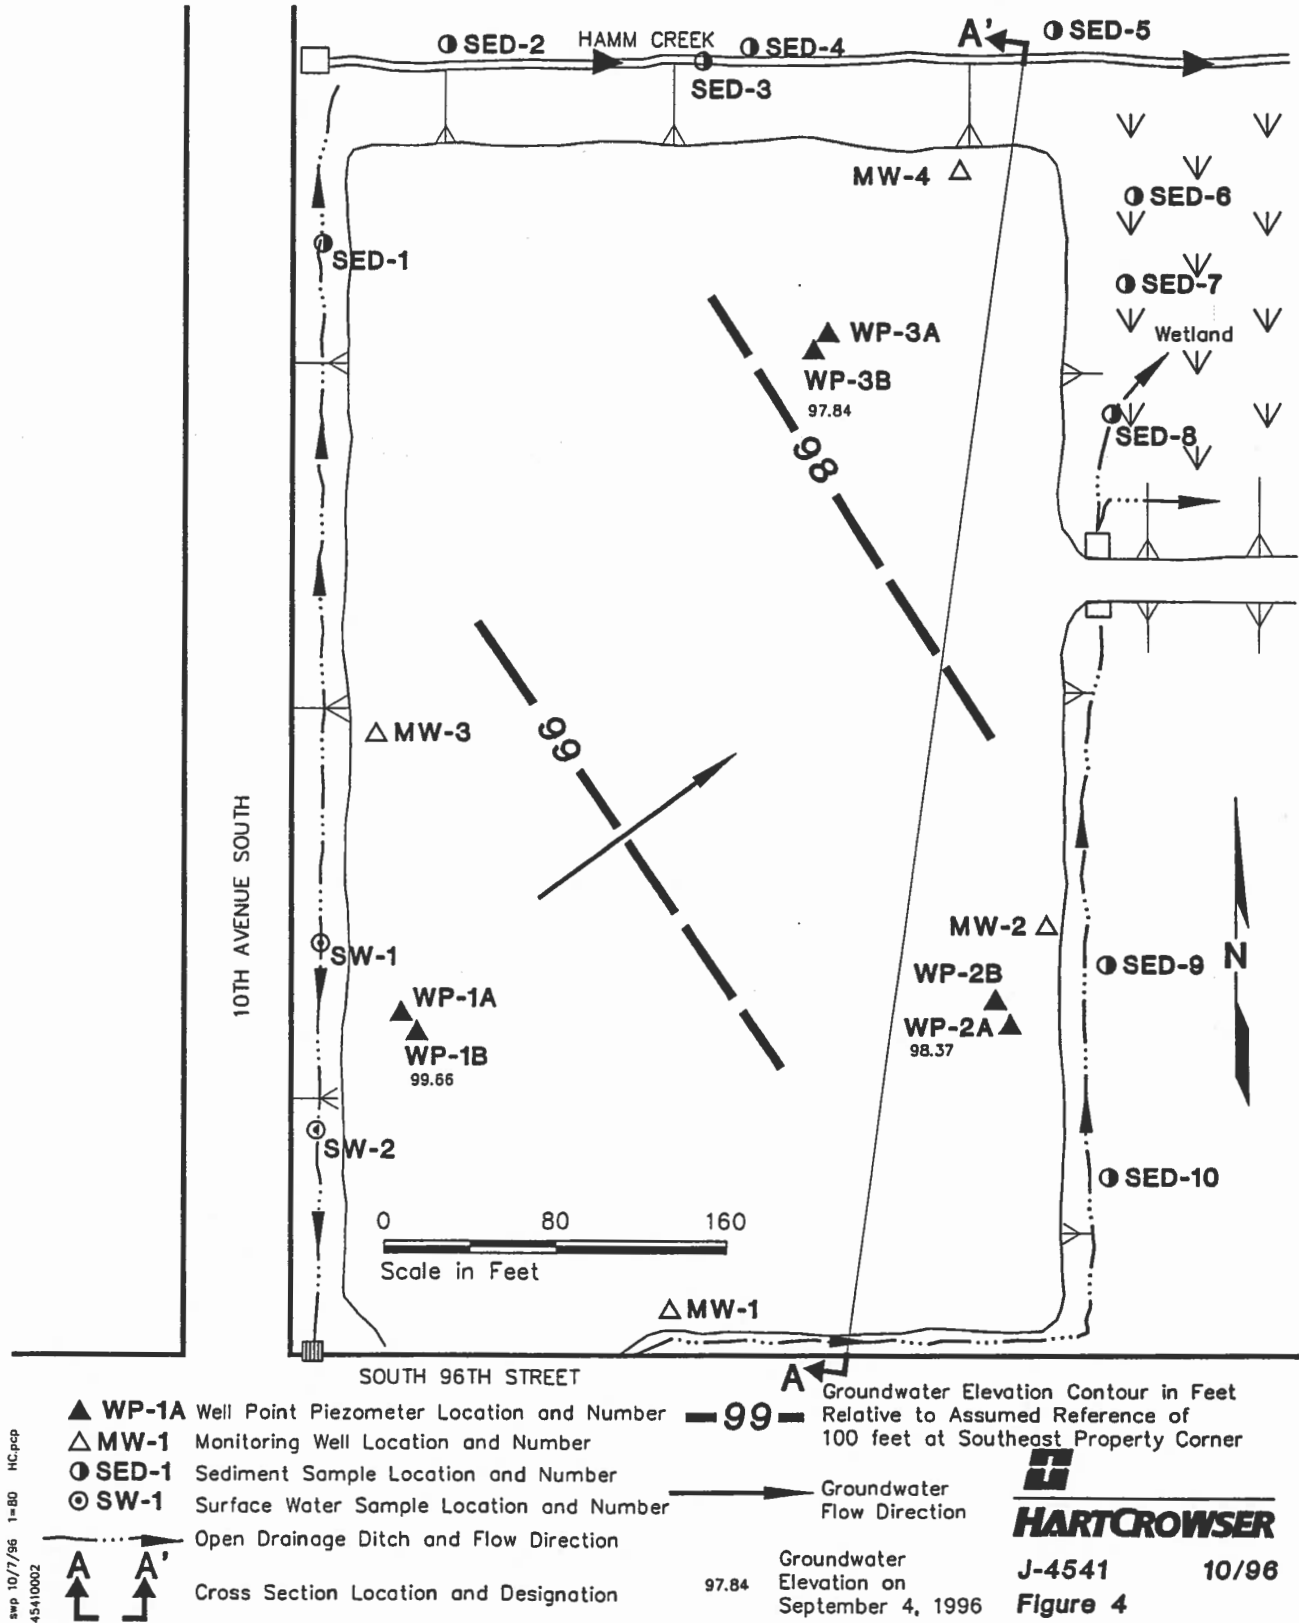 SED-2
HAMM CREEK
SED-4
A'
SED-5
SED-3
MW-4
SED-6
SED-1
SED-7
WP-3A
Wetland
WP-3B
97.84
98
SED-8
MW-3
99
10TH AVENUE SOUTH
MW-2
SW-1
SED-9
N
WP-2B
WP-1A
WP-2A
98.37
WP-1B
99.66
SW-2
SED-10
0 80 160
Scale in Feet
MW-1
A
SOUTH 96TH STREET
WP-1A Well Point Piezometer Location and Number
MW-1 Monitoring Well Location and Number
SED-1 Sediment Sample Location and Number
SW-1 Surface Water Sample Location and Number
Open Drainage Ditch and Flow Direction
A A'
Cross Section Location and Designation
99
Groundwater Elevation Contour in Feet
Relative to Assumed Reference of
100 feet at Southeast Property Corner
Groundwater
Flow Direction
97.84
Groundwater
Elevation on
September 4, 1996
HARTCROWSER
J-4541 10/96
Figure 4
swp 10/7/96 1=80 HC.pcp
45410002